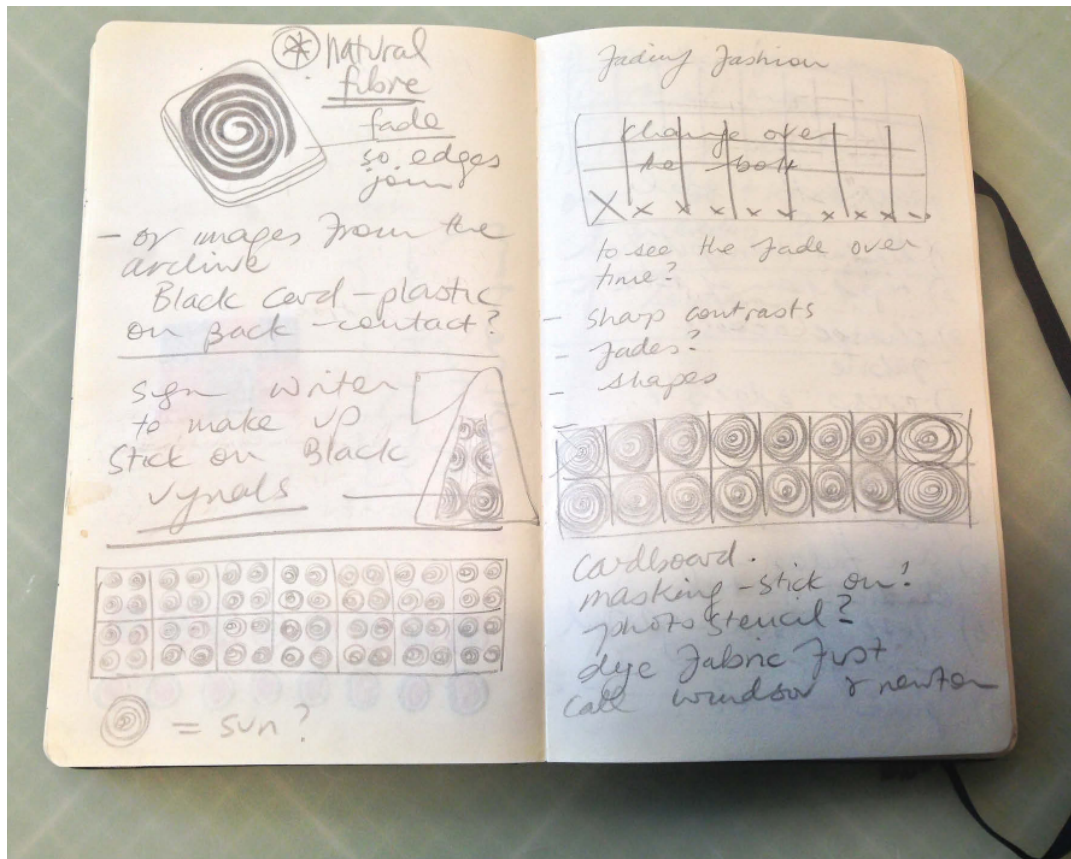 * Natural
fibre
fade
so edges
join
- or images from the
archive
Black Card - plastic
on back - contact?
Sign writer
to make up
Stick on Black
vynals
= sun?
Fading Fashion
change over
the bolt
to see the fade over
time?
- sharp contrasts
- fades?
- shapes
cardboard.
masking - stick on?
photo stencil?
dye fabric first
call windsor & newton